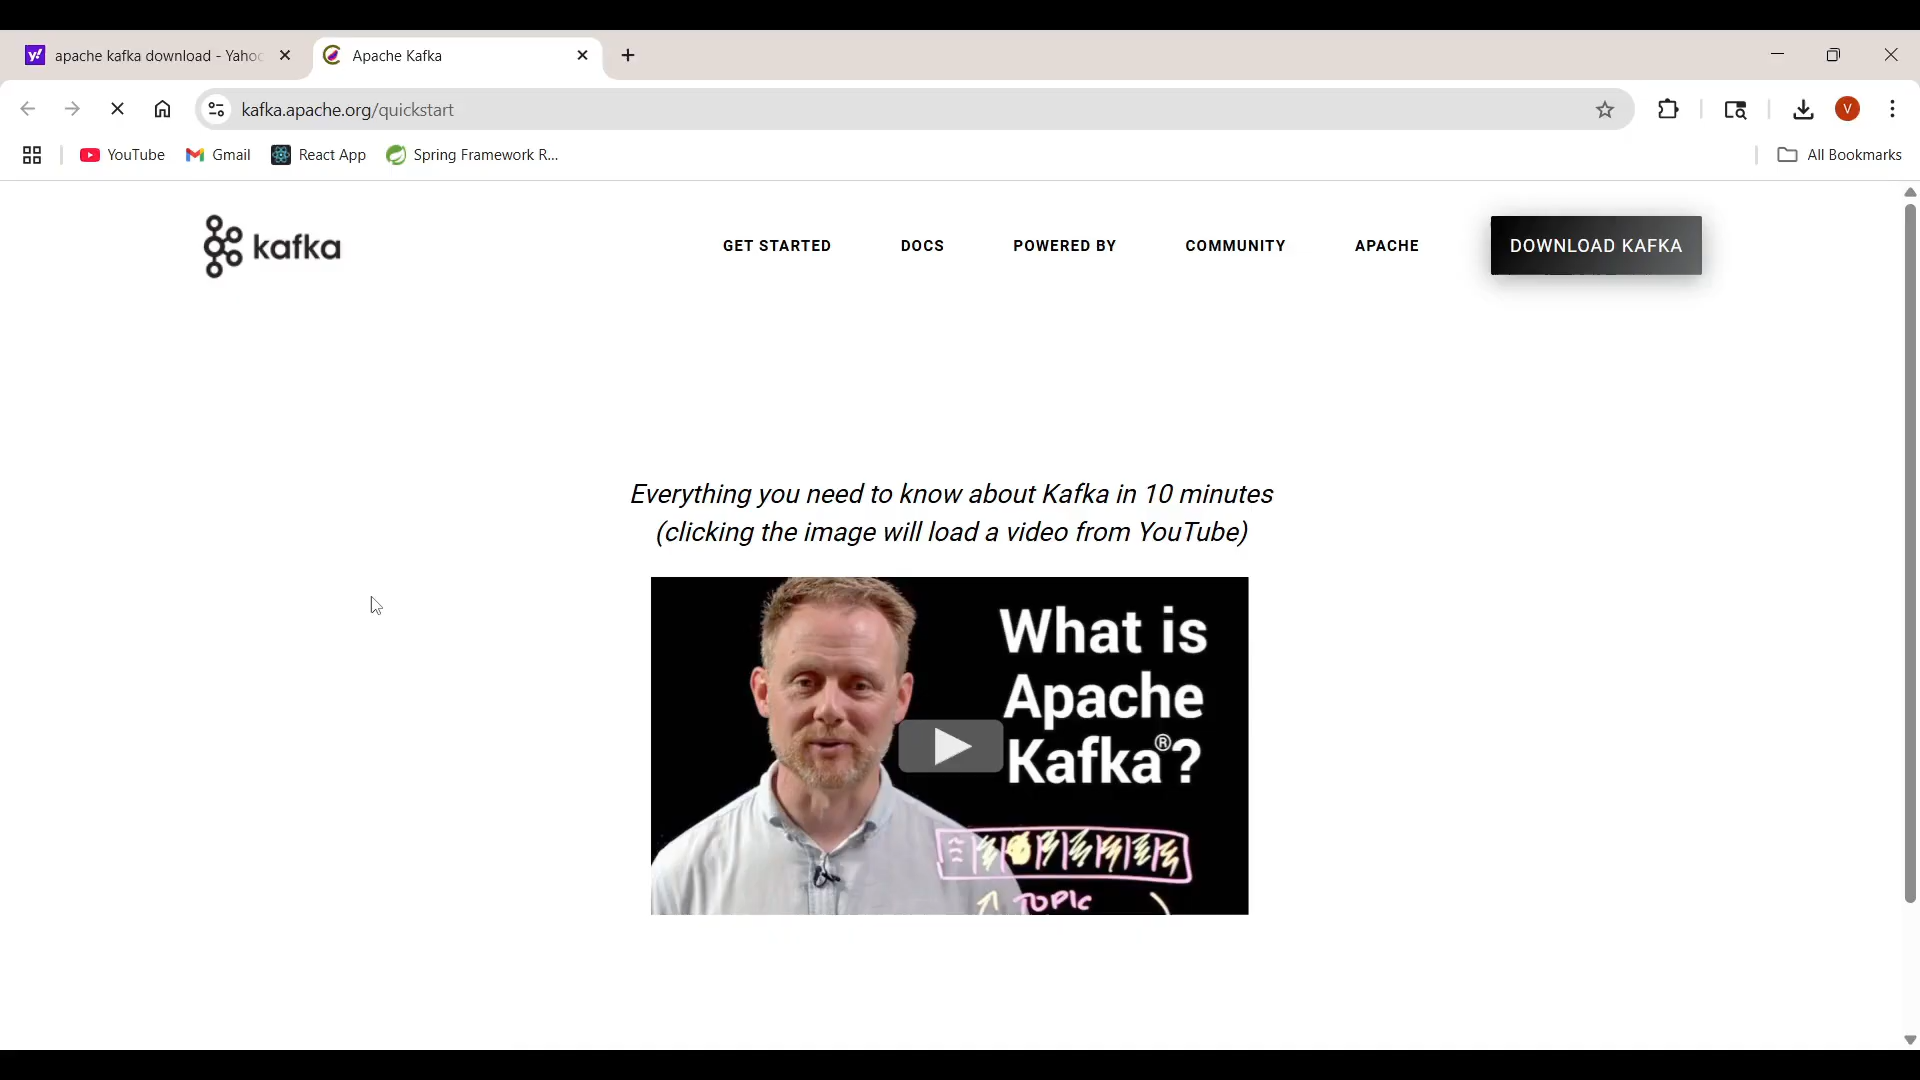 apache kafka download - Yahoo
Apache Kafka
kafka.apache.org/quickstart
V
YouTube
Gmail
React App
Spring Framework R...
All Bookmarks
kafka
GET STARTED
DOCS
POWERED BY
COMMUNITY
APACHE
DOWNLOAD KAFKA
Everything you need to know about Kafka in 10 minutes
(clicking the image will load a video from YouTube)
What is
Apache
Kafka®?
TOPIC